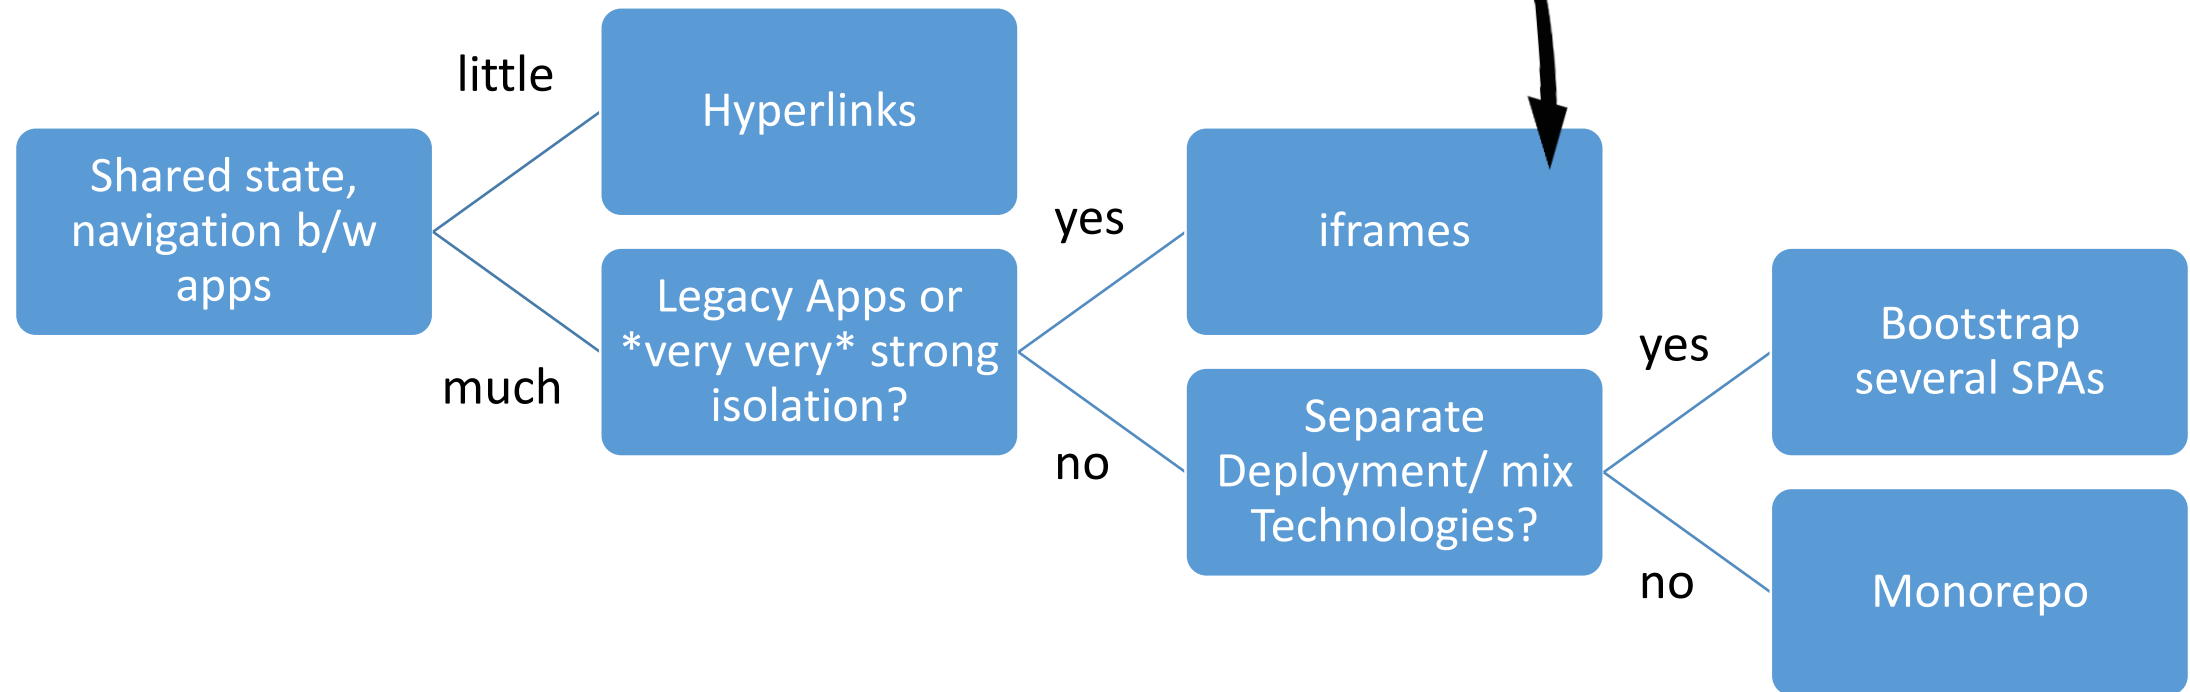 Shared state,
navigation b/w
apps
little
much
Hyperlinks
Legacy Apps or
*very very* strong
isolation?
yes
no
iframes
Separate
Deployment/ mix
Technologies?
yes
no
Bootstrap
several SPAs
Monorepo